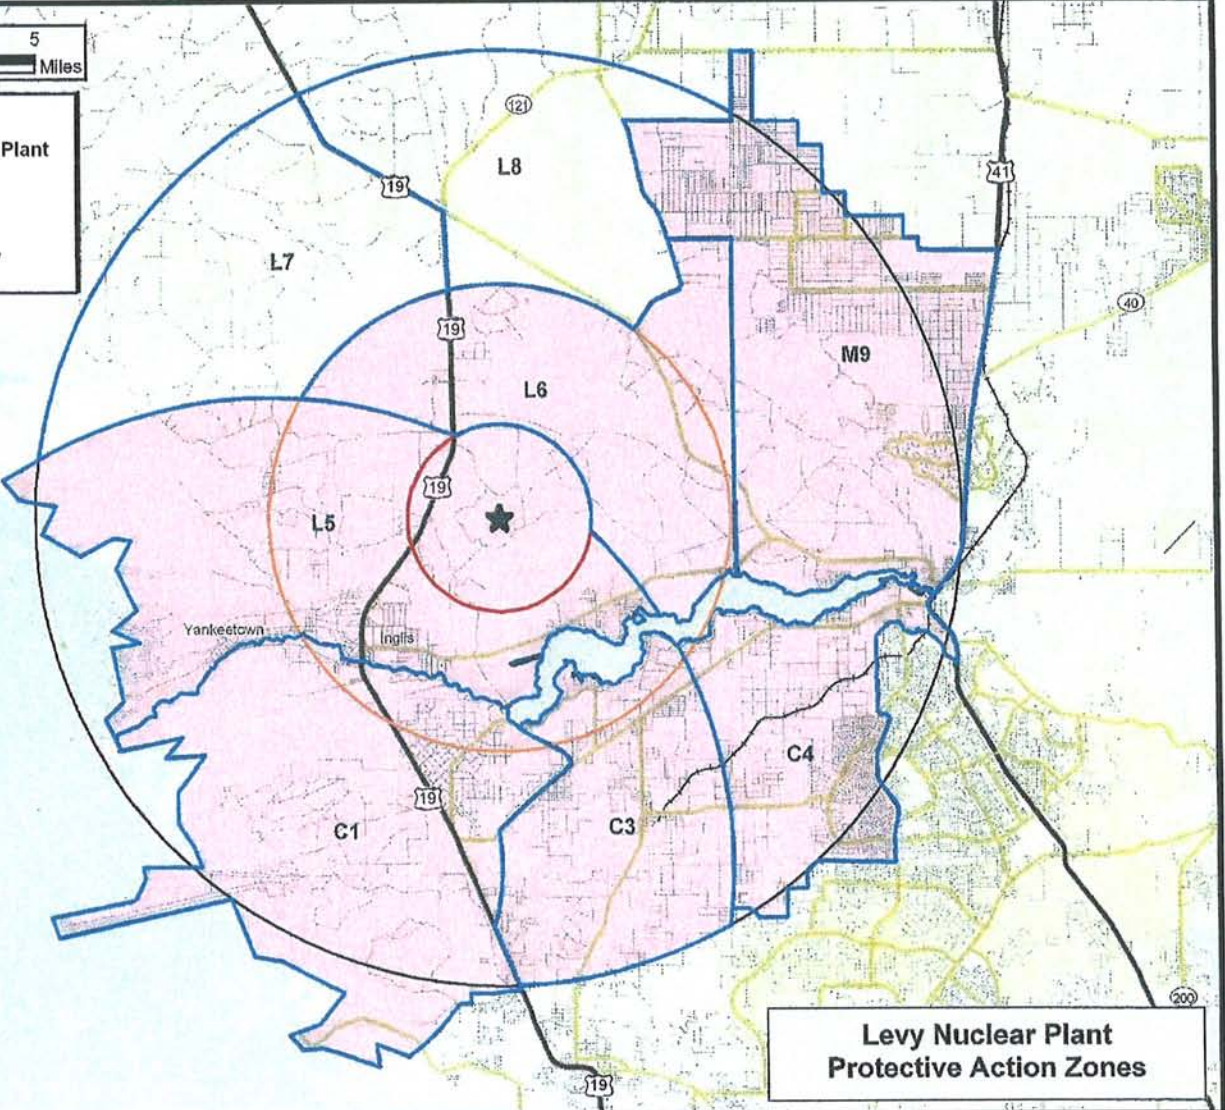 5
Miles
Plant
121
L8
41
19
L7
40
19
M9
L6
19
L5
Yankeetown
Inglis
C4
19
C3
C1
200
Levy Nuclear Plant
Protective Action Zones
19